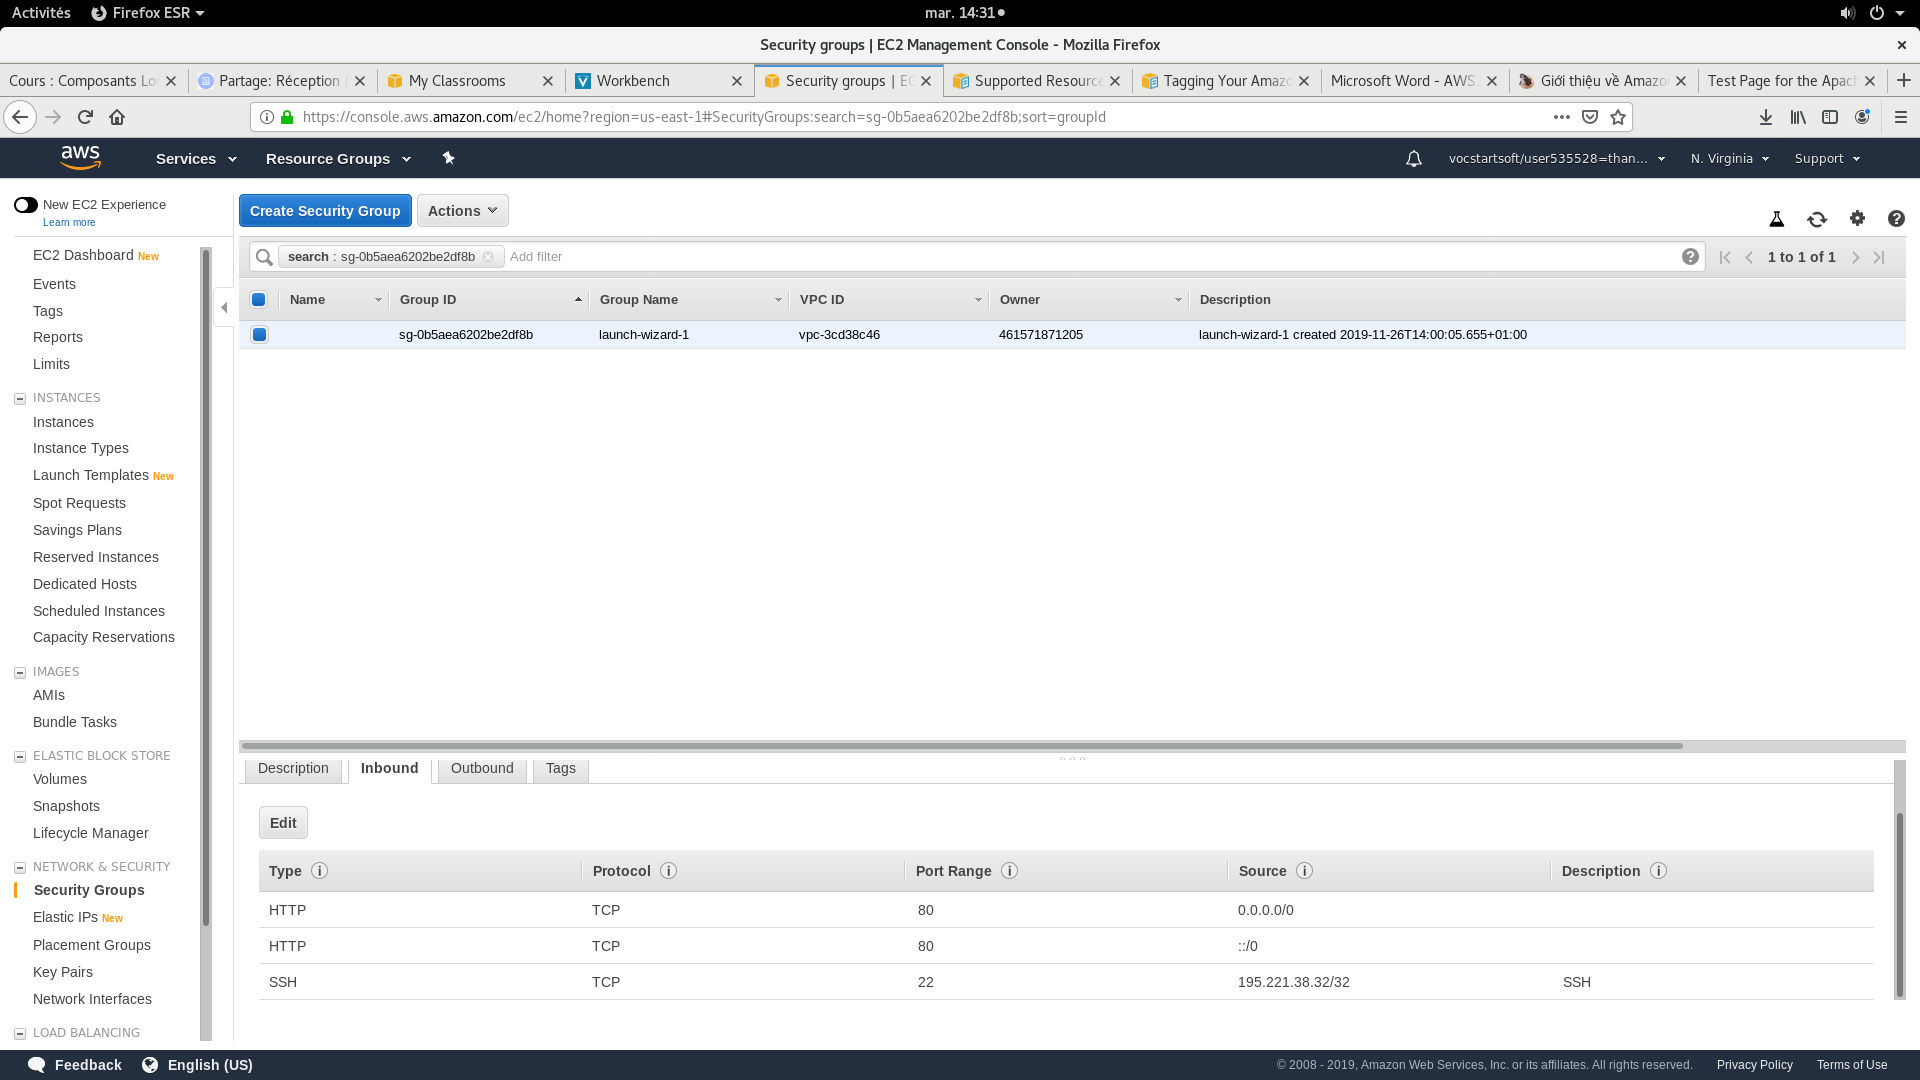 Activités Firefox ESR mar. 14:31
Security groups | EC2 Management Console - Mozilla Firefox
Cours : Composants Lo Partage: Réception ( My Classrooms Workbench Security groups | EC Supported Resource Tagging Your Amazo Microsoft Word - AWS_ Giới thiệu về Amazo Test Page for the Apach
https://console.aws.amazon.com/ec2/home?region=us-east-1#SecurityGroups:search=sg-0b5aea6202be2df8b;sort=groupId
aws Services Resource Groups vocstartsoft/user535528=than... N. Virginia Support
New EC2 Experience
Learn more
EC2 Dashboard New
Events
Tags
Reports
Limits
INSTANCES
Instances
Instance Types
Launch Templates New
Spot Requests
Savings Plans
Reserved Instances
Dedicated Hosts
Scheduled Instances
Capacity Reservations
IMAGES
AMIs
Bundle Tasks
ELASTIC BLOCK STORE
Volumes
Snapshots
Lifecycle Manager
NETWORK & SECURITY
Security Groups
Elastic IPs New
Placement Groups
Key Pairs
Network Interfaces
LOAD BALANCING
Create Security Group Actions
search : sg-0b5aea6202be2df8b Add filter 1 to 1 of 1
Name Group ID Group Name VPC ID Owner Description
sg-0b5aea6202be2df8b launch-wizard-1 vpc-3cd38c46 461571871205 launch-wizard-1 created 2019-11-26T14:00:05.655+01:00
Description Inbound Outbound Tags
Edit
Type Protocol Port Range Source Description
HTTP TCP 80 0.0.0.0/0
HTTP TCP 80 ::/0
SSH TCP 22 195.221.38.32/32 SSH
Feedback English (US) © 2008 - 2019, Amazon Web Services, Inc. or its affiliates. All rights reserved. Privacy Policy Terms of Use